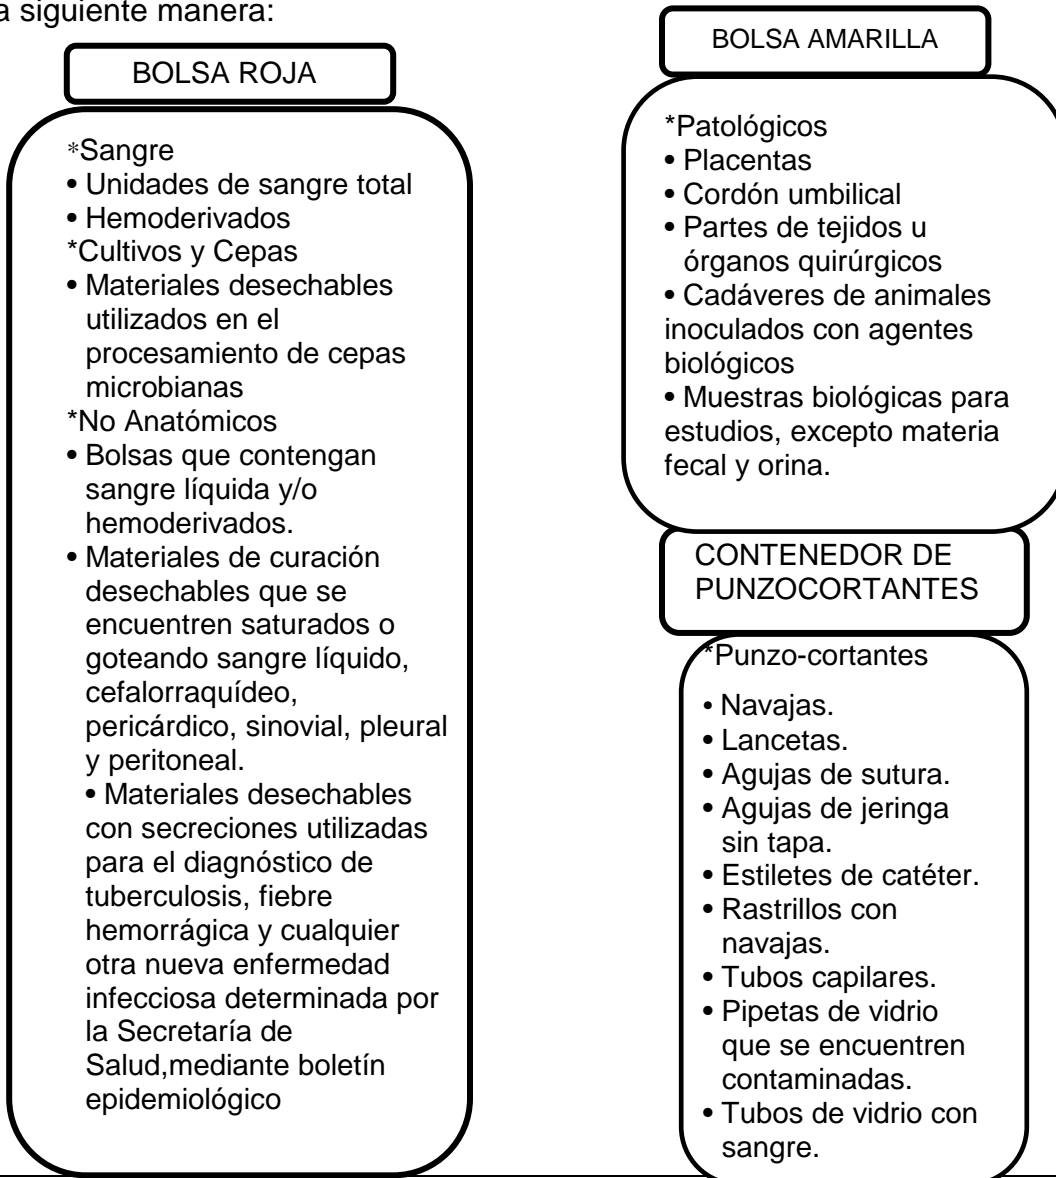 a siguiente manera:
BOLSA ROJA
*Sangre
• Unidades de sangre total
• Hemoderivados
*Cultivos y Cepas
• Materiales desechables
utilizados en el
procesamiento de cepas
microbianas
*No Anatómicos
• Bolsas que contengan
sangre líquida y/o
hemoderivados.
• Materiales de curación
desechables que se
encuentren saturados o
goteando sangre líquido,
cefalorraquídeo,
pericárdico, sinovial, pleural
y peritoneal.
• Materiales desechables
con secreciones utilizadas
para el diagnóstico de
tuberculosis, fiebre
hemorrágica y cualquier
otra nueva enfermedad
infecciosa determinada por
la Secretaría de
Salud,mediante boletín
epidemiológico
BOLSA AMARILLA
*Patológicos
• Placentas
• Cordón umbilical
• Partes de tejidos u
órganos quirúrgicos
• Cadáveres de animales
inoculados con agentes
biológicos
• Muestras biológicas para
estudios, excepto materia
fecal y orina.
CONTENEDOR DE
PUNZOCORTANTES
*Punzo-cortantes
• Navajas.
• Lancetas.
• Agujas de sutura.
• Agujas de jeringa
sin tapa.
• Estiletes de catéter.
• Rastrillos con
navajas.
• Tubos capilares.
• Pipetas de vidrio
que se encuentren
contaminadas.
• Tubos de vidrio con
sangre.